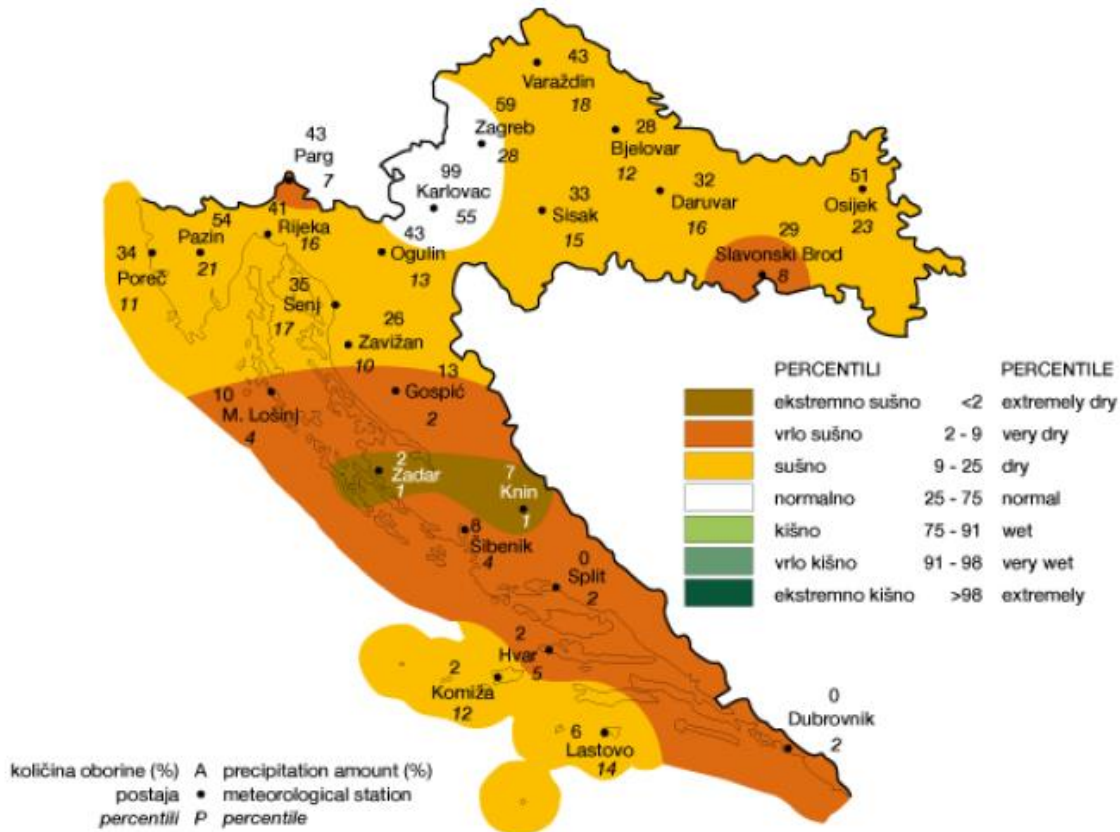 43
Varaždin
18
59
Zagreb
28
28
Bjelovar
12
43
Parg
7
99
Karlovac
55
32
Daruvar
16
51
Osijek
23
33
Sisak
15
54
Pazin
21
41
Rijeka
16
43
Ogulin
13
34
Poreč
11
29
Slavonski Brod
8
35
Senj
17
26
Zavižan
10
13
Gospić
2
10
M. Lošinj
4
2
Zadar
1
7
Knin
1
8
Šibenik
4
0
Split
2
2
Hvar
5
2
Komiža
12
6
Lastovo
14
0
Dubrovnik
2
PERCENTILI PERCENTILE
ekstremno sušno <2 extremely dry
vrlo sušno 2 - 9 very dry
sušno 9 - 25 dry
normalno 25 - 75 normal
kišno 75 - 91 wet
vrlo kišno 91 - 98 very wet
ekstremno kišno >98 extremely
količina oborine (%) A precipitation amount (%)
postaja • meteorological station
percentili P percentile